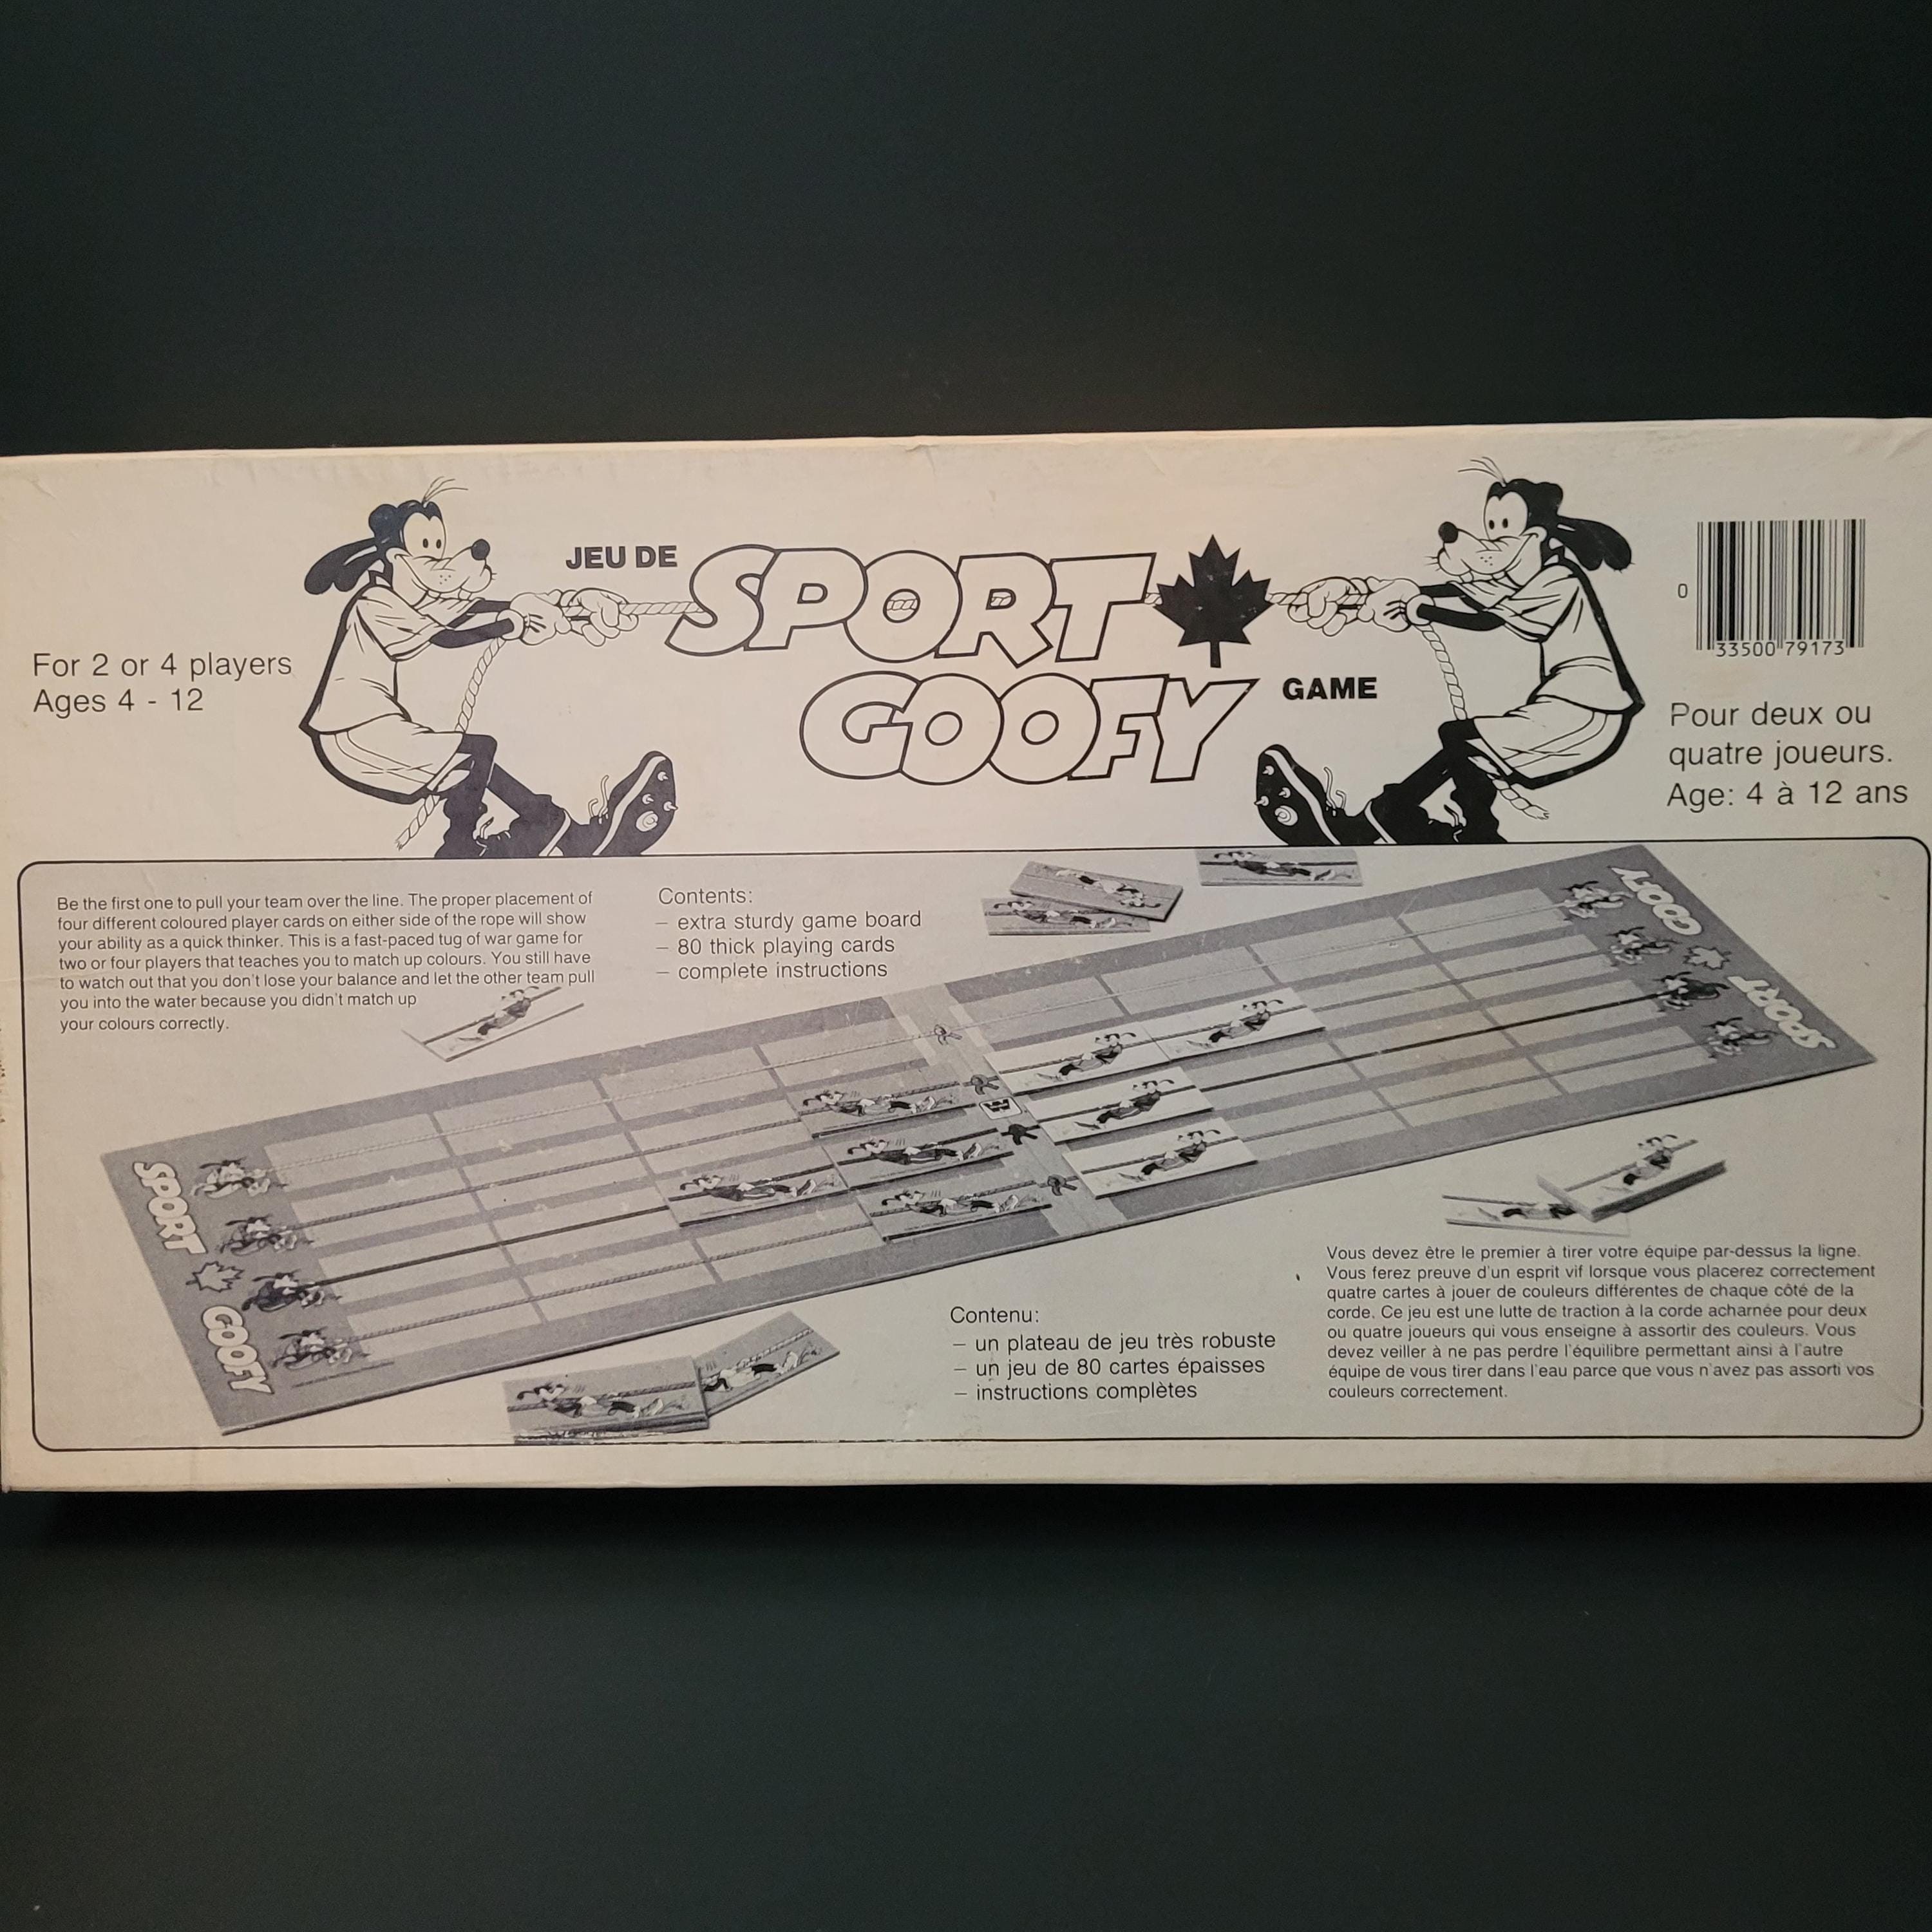 JEU DE
SPORT
GOOFY
GAME
0
33500 79173
For 2 or 4 players
Ages 4 - 12
Pour deux ou
quatre joueurs.
Age: 4 à 12 ans
Be the first one to pull your team over the line. The proper placement of
four different coloured player cards on either side of the rope will show
your ability as a quick thinker. This is a fast-paced tug of war game for
two or four players that teaches you to match up colours. You still have
to watch out that you don't lose your balance and let the other team pull
you into the water because you didn't match up
your colours correctly.
Contents:
– extra sturdy game board
– 80 thick playing cards
– complete instructions
GOOFY
SPORT
SPORT
GOOFY
Contenu:
– un plateau de jeu très robuste
– un jeu de 80 cartes épaisses
– instructions complètes
Vous devez être le premier à tirer votre équipe par-dessus la ligne.
Vous ferez preuve d'un esprit vif lorsque vous placerez correctement
quatre cartes à jouer de couleurs différentes de chaque côté de la
corde. Ce jeu est une lutte de traction à la corde acharnée pour deux
ou quatre joueurs qui vous enseigne à assortir des couleurs. Vous
devez veiller à ne pas perdre l'équilibre permettant ainsi à l'autre
équipe de vous tirer dans l'eau parce que vous n'avez pas assorti vos
couleurs correctement.